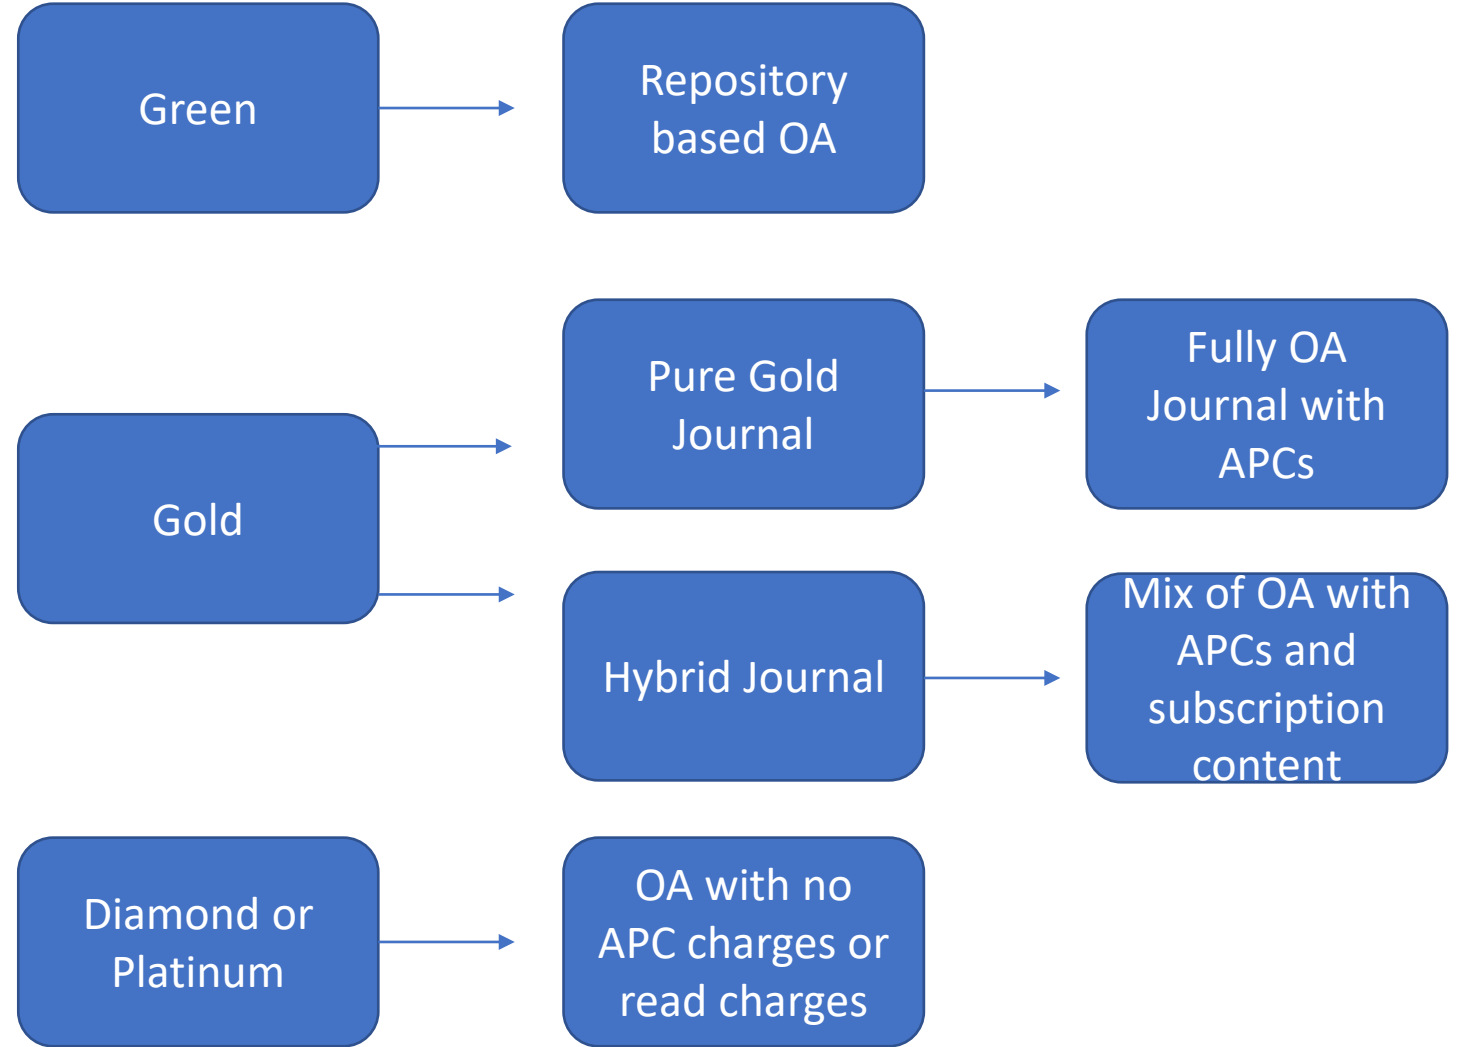 Green
Repository
based OA
Pure Gold
Journal
Fully OA
Journal with
APCs
Gold
Hybrid Journal
Mix of OA with
APCs and
subscription
content
Diamond or
Platinum
OA with no
APC charges or
read charges